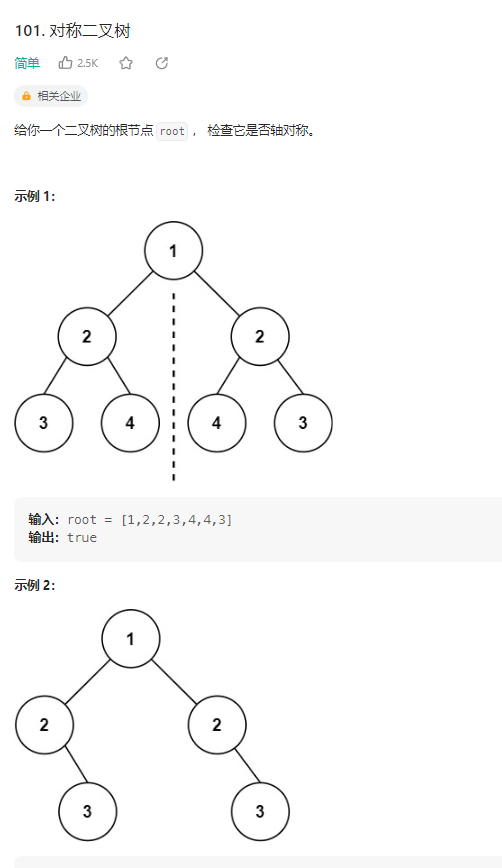 101. 对称二叉树
简单 2.5K
相关企业
给你一个二叉树的根节点 root ， 检查它是否轴对称。
示例 1：
1
2 2
3 4 4 3
输入：root = [1,2,2,3,4,4,3]
输出：true
示例 2：
1
2 2
3 3